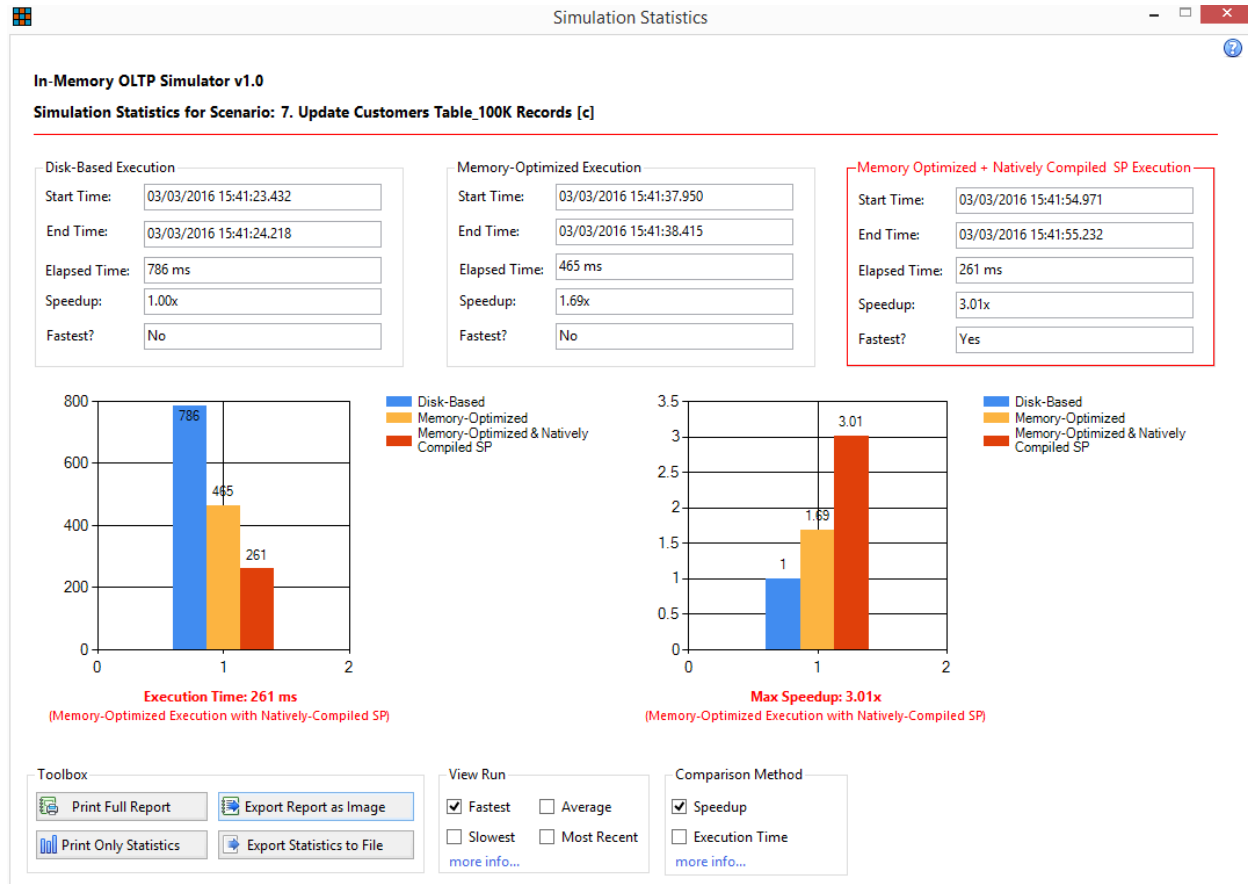 Simulation Statistics
In-Memory OLTP Simulator v1.0
Simulation Statistics for Scenario: 7. Update Customers Table_100K Records [c]
Disk-Based Execution
Start Time: 03/03/2016 15:41:23.432
End Time: 03/03/2016 15:41:24.218
Elapsed Time: 786 ms
Speedup: 1.00x
Fastest? No
Memory-Optimized Execution
Start Time: 03/03/2016 15:41:37.950
End Time: 03/03/2016 15:41:38.415
Elapsed Time: 465 ms
Speedup: 1.69x
Fastest? No
Memory Optimized + Natively Compiled SP Execution
Start Time: 03/03/2016 15:41:54.971
End Time: 03/03/2016 15:41:55.232
Elapsed Time: 261 ms
Speedup: 3.01x
Fastest? Yes
800
600
400
200
0
786
465
261
0 1 2
Disk-Based
Memory-Optimized
Memory-Optimized & Natively
Compiled SP
Execution Time: 261 ms
(Memory-Optimized Execution with Natively-Compiled SP)
3.5
3
2.5
2
1.5
1
0.5
0
1
1.69
3.01
0 1 2
Disk-Based
Memory-Optimized
Memory-Optimized & Natively
Compiled SP
Max Speedup: 3.01x
(Memory-Optimized Execution with Natively-Compiled SP)
Toolbox
Print Full Report Export Report as Image
Print Only Statistics Export Statistics to File
View Run
Fastest Average
Slowest Most Recent
more info...
Comparison Method
Speedup
Execution Time
more info...